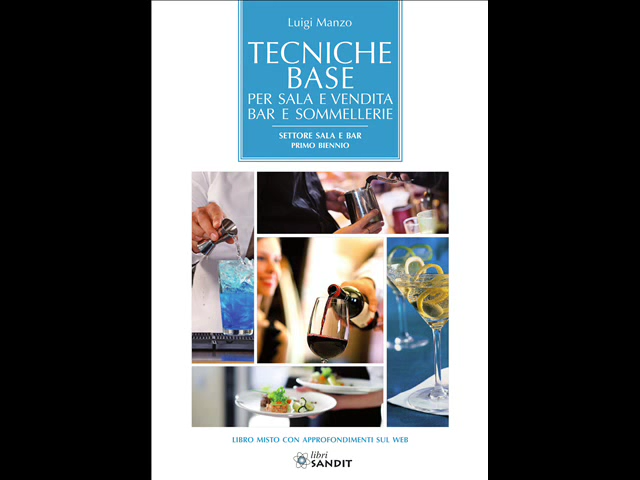 Luigi Manzo
TECNICHE
BASE
PER SALA E VENDITA
BAR E SOMMELLERIE
SETTORE SALA E BAR
PRIMO BIENNIO
LIBRO MISTO CON APPROFONDIMENTI SUL WEB
libri
SANDIT